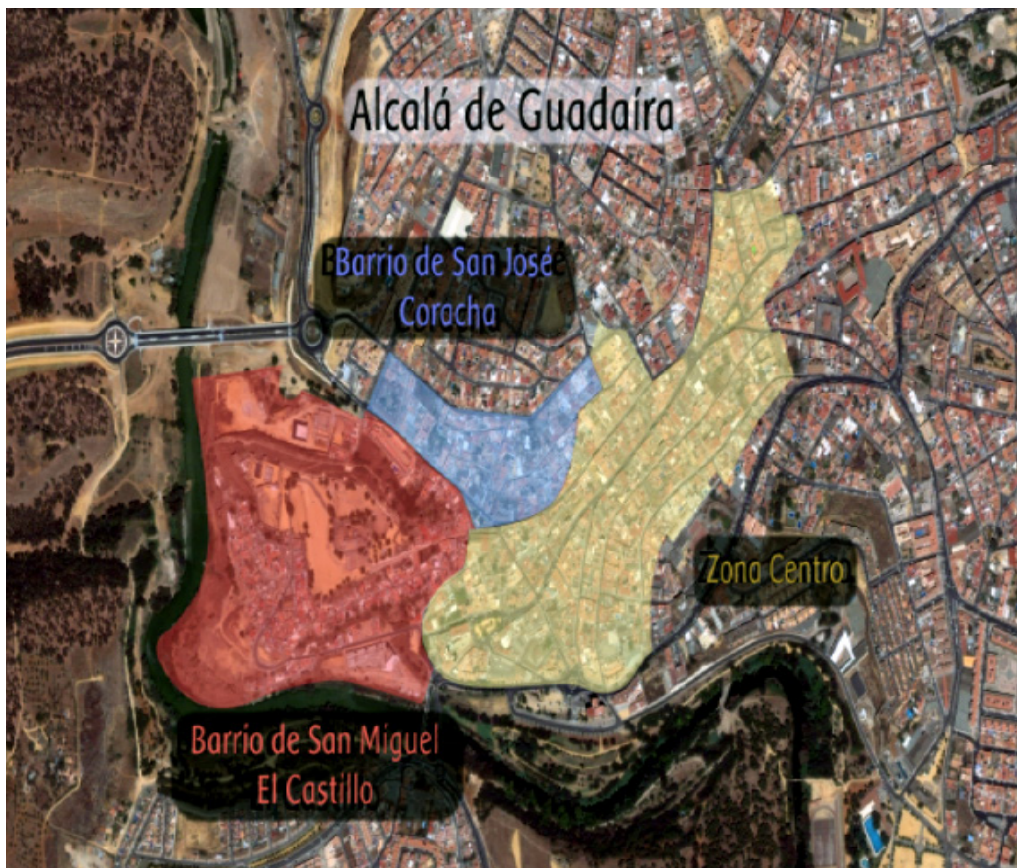 Alcalá de Guadaíra
Barrio de San José
Coracha
Zona Centro
Barrio de San Miguel
El Castillo